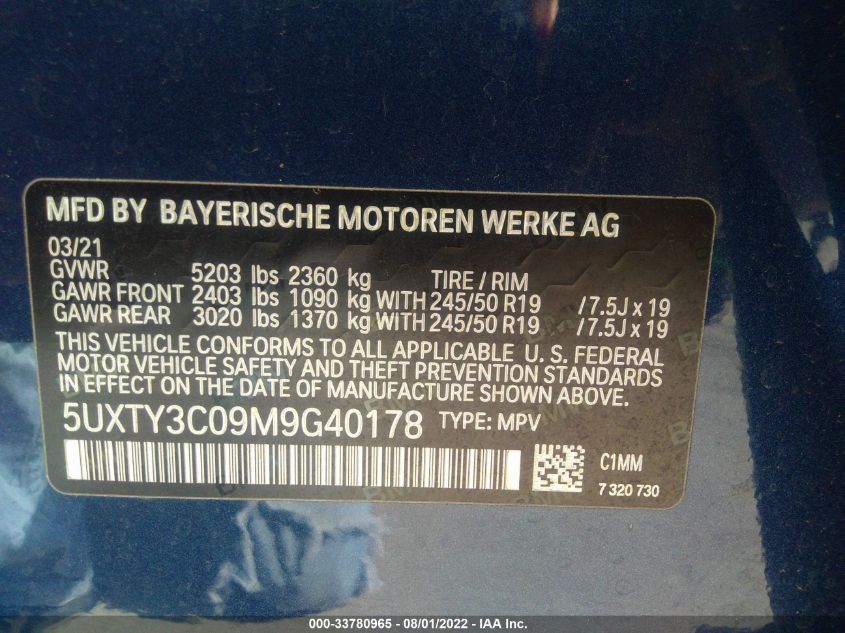 MFD BY BAYERISCHE MOTOREN WERKE AG
03/21
GVWR 5203 lbs 2360 kg TIRE / RIM
GAWR FRONT 2403 lbs 1090 kg WITH 245/50 R19 / 7.5J x 19
GAWR REAR 3020 lbs 1370 kg WITH 245/50 R19 / 7.5J x 19
THIS VEHICLE CONFORMS TO ALL APPLICABLE U. S. FEDERAL
MOTOR VEHICLE SAFETY AND THEFT PREVENTION STANDARDS
IN EFFECT ON THE DATE OF MANUFACTURE SHOWN ABOVE.
5UXTY3C09M9G40178 TYPE: MPV
C1MM
7 320 730
000-33780965 - 08/01/2022 - IAA Inc.